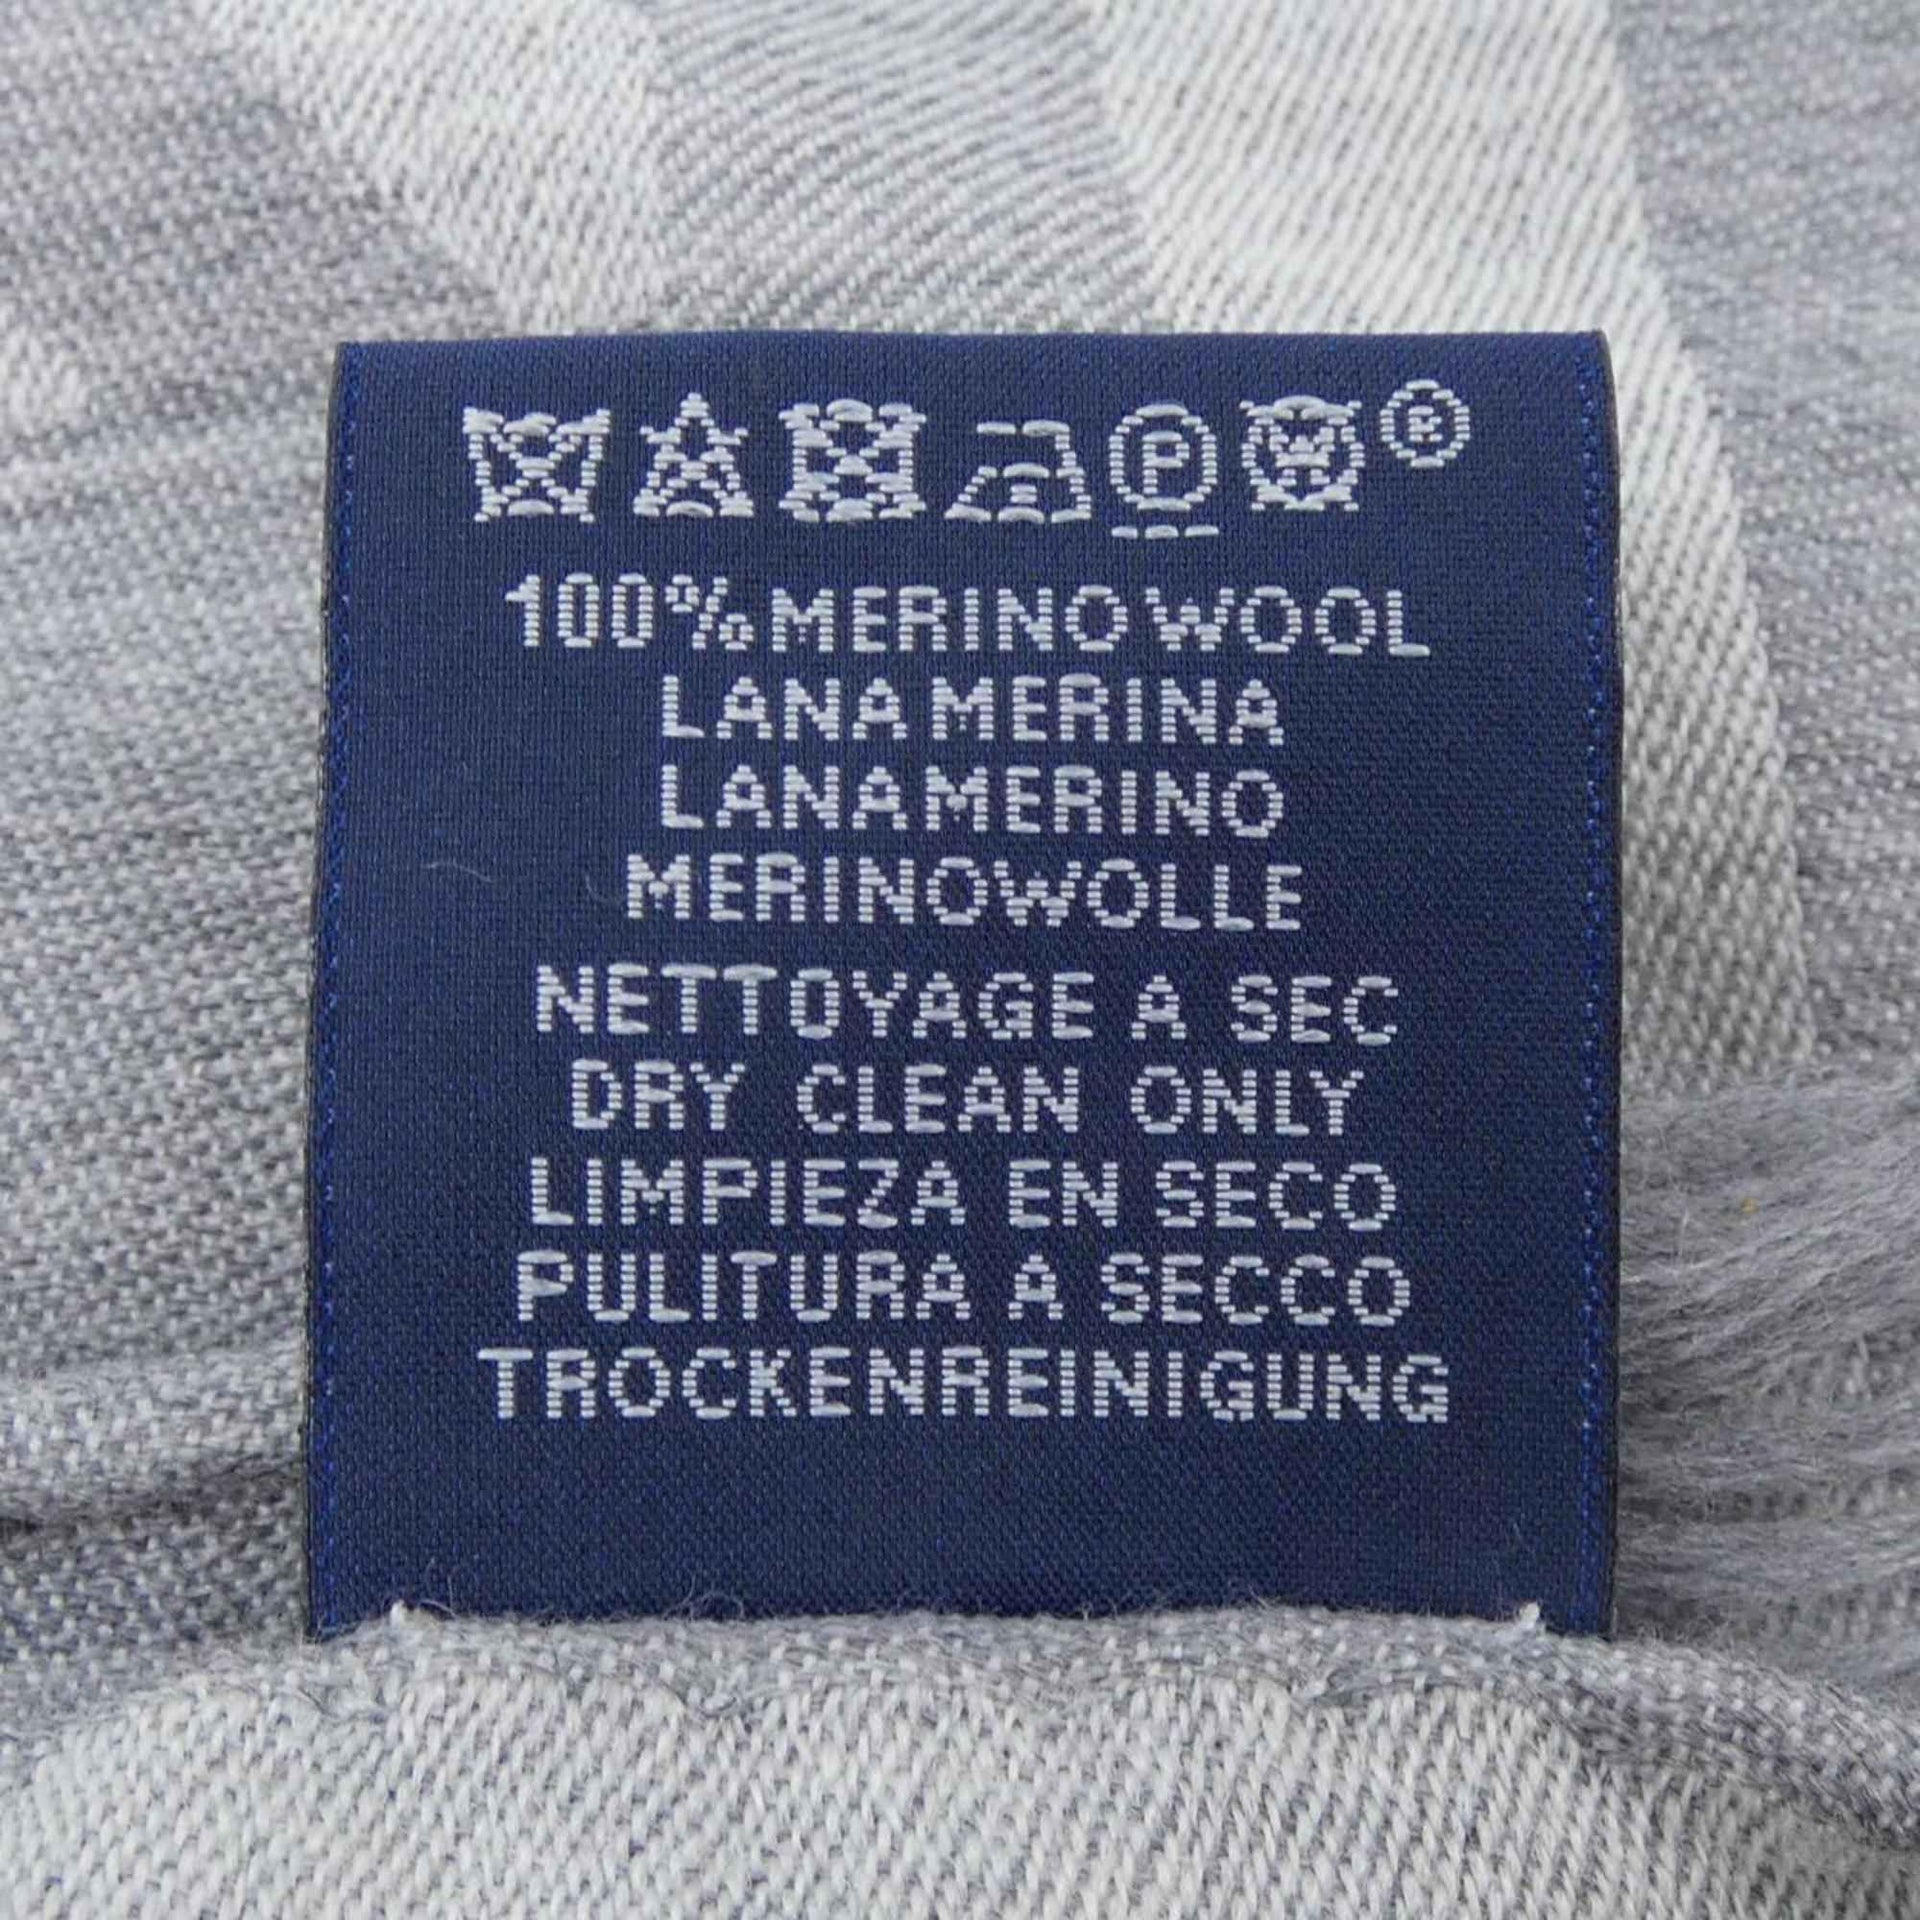 P
W ®
100% MERINO WOOL
LANA MERINA
LANA MERINO
MERINOWOLLE
NETTOYAGE A SEC
DRY CLEAN ONLY
LIMPIEZA EN SECO
PULITURA A SECCO
TROCKENREINIGUNG